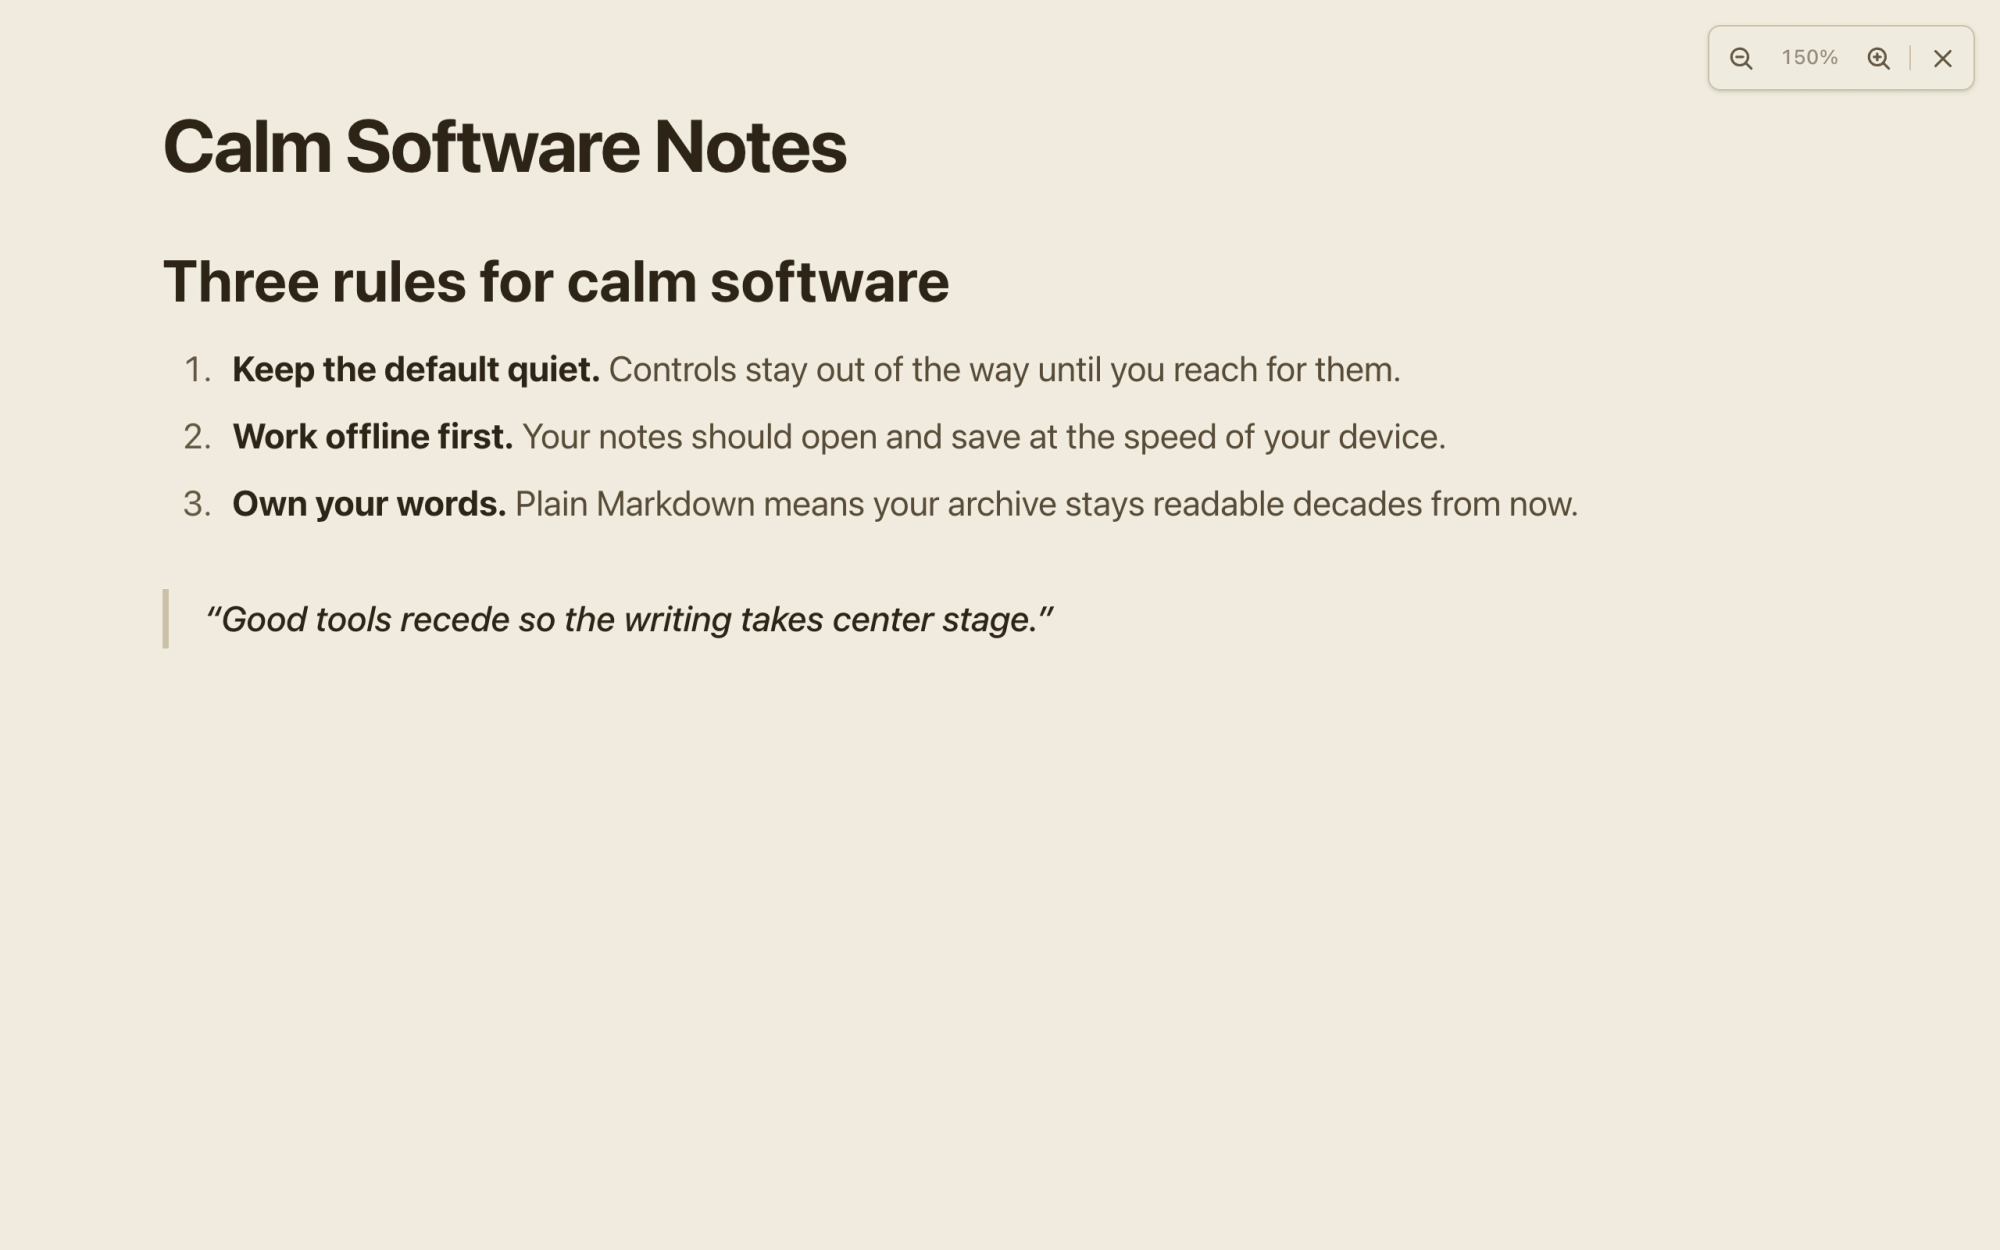 150%
Calm Software Notes
Three rules for calm software
1. Keep the default quiet. Controls stay out of the way until you reach for them.
2. Work offline first. Your notes should open and save at the speed of your device.
3. Own your words. Plain Markdown means your archive stays readable decades from now.
“Good tools recede so the writing takes center stage.”